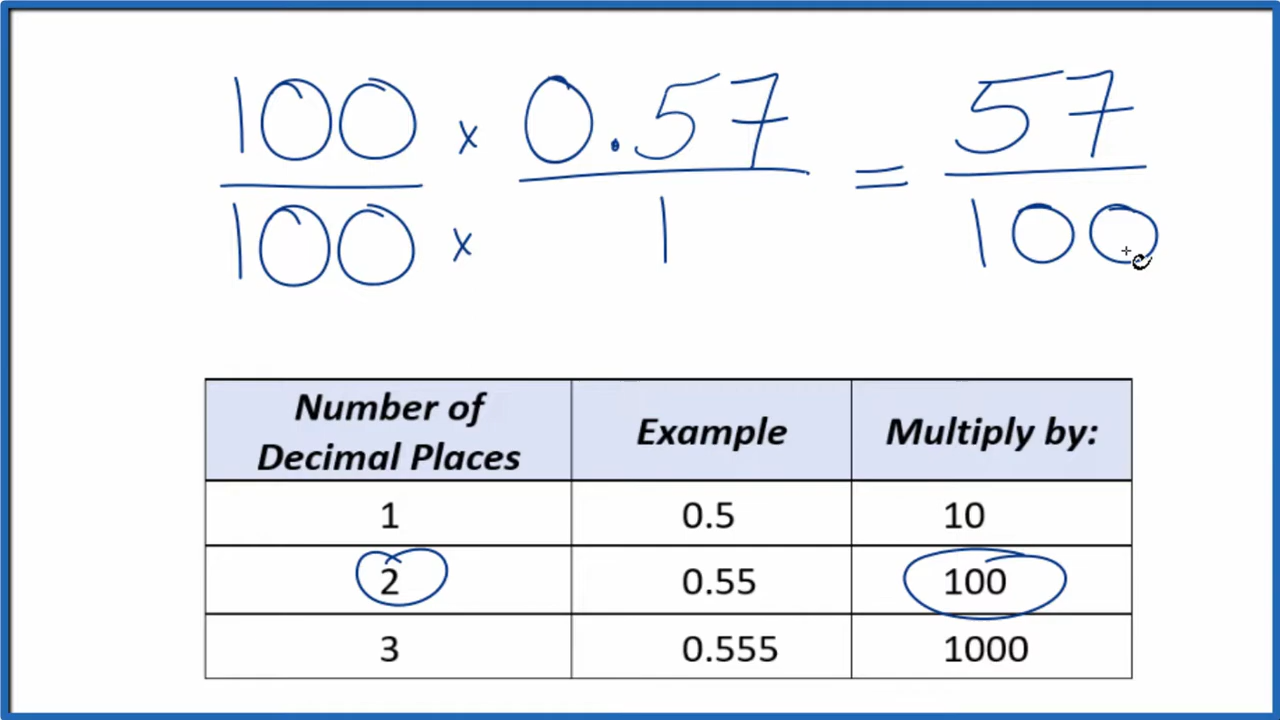 100 x 0.57 = 57
100 x 1 100
Number of Decimal Places Example Multiply by:
1 0.5 10
2 0.55 100
3 0.555 1000